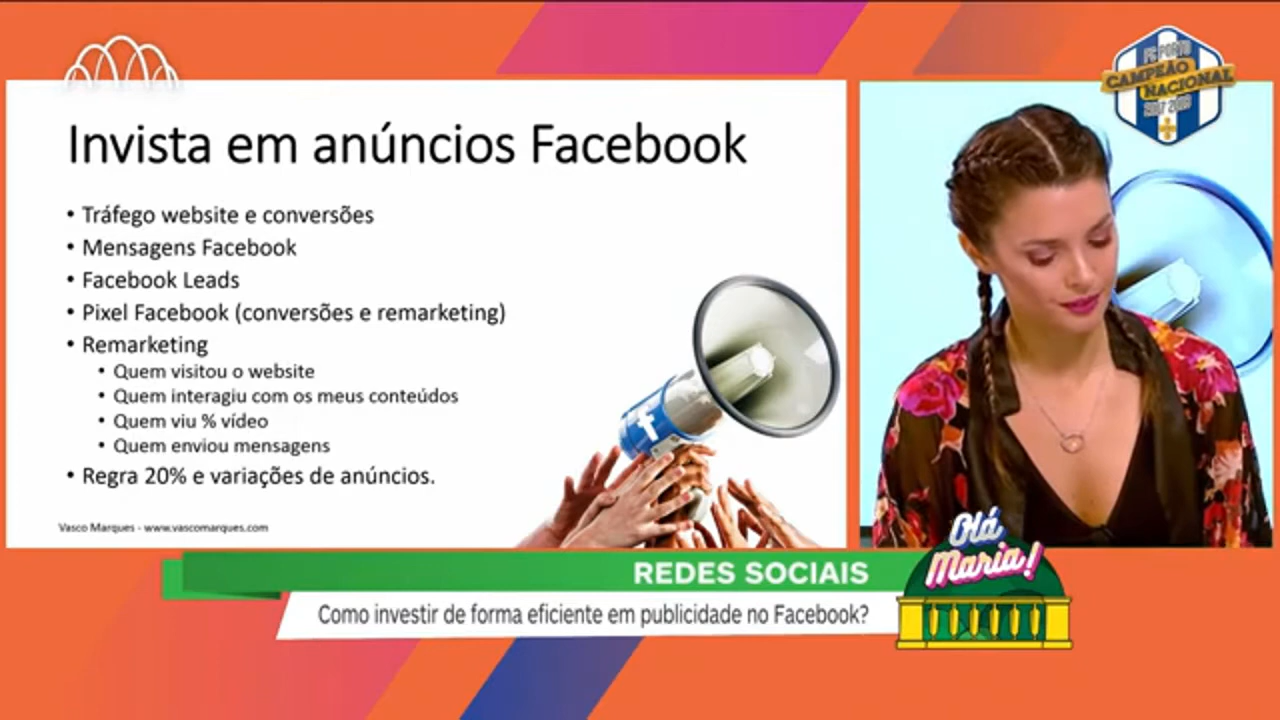 Invista em anúncios Facebook
• Tráfego website e conversões
• Mensagens Facebook
• Facebook Leads
• Pixel Facebook (conversões e remarketing)
• Remarketing
• Quem visitou o website
• Quem interagiu com os meus conteúdos
• Quem viu % vídeo
• Quem enviou mensagens
• Regra 20% e variações de anúncios.
Vasco Marques - www.vascomarques.com
f
FC PORTO
CAMPEÃO
NACIONAL
Olá
Maria!
REDES SOCIAIS
Como investir de forma eficiente em publicidade no Facebook?